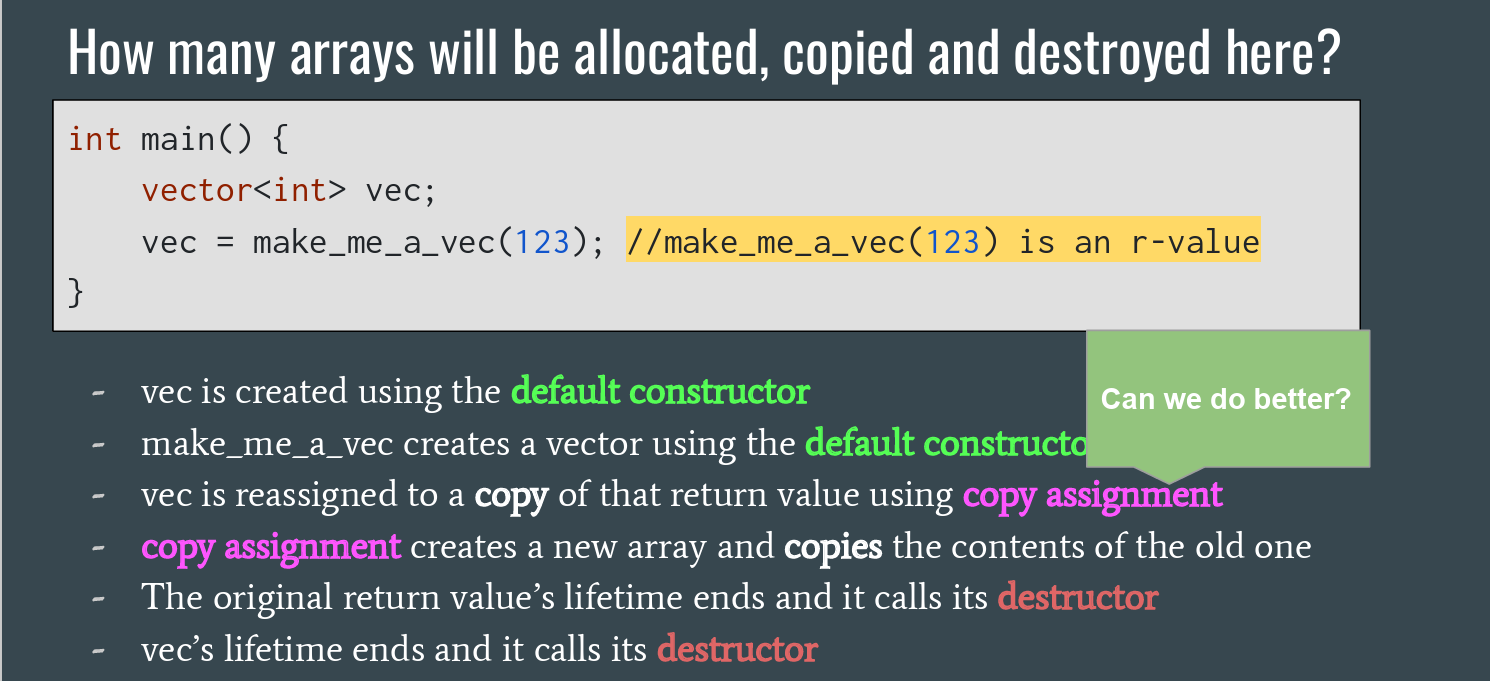 How many arrays will be allocated, copied and destroyed here?
int main() {
vector<int> vec;
vec = make_me_a_vec(123); //make_me_a_vec(123) is an r-value
}
- vec is created using the default constructor
Can we do better?
- make_me_a_vec creates a vector using the default constructo
- vec is reassigned to a copy of that return value using copy assignment
- copy assignment creates a new array and copies the contents of the old one
- The original return value’s lifetime ends and it calls its destructor
- vec’s lifetime ends and it calls its destructor